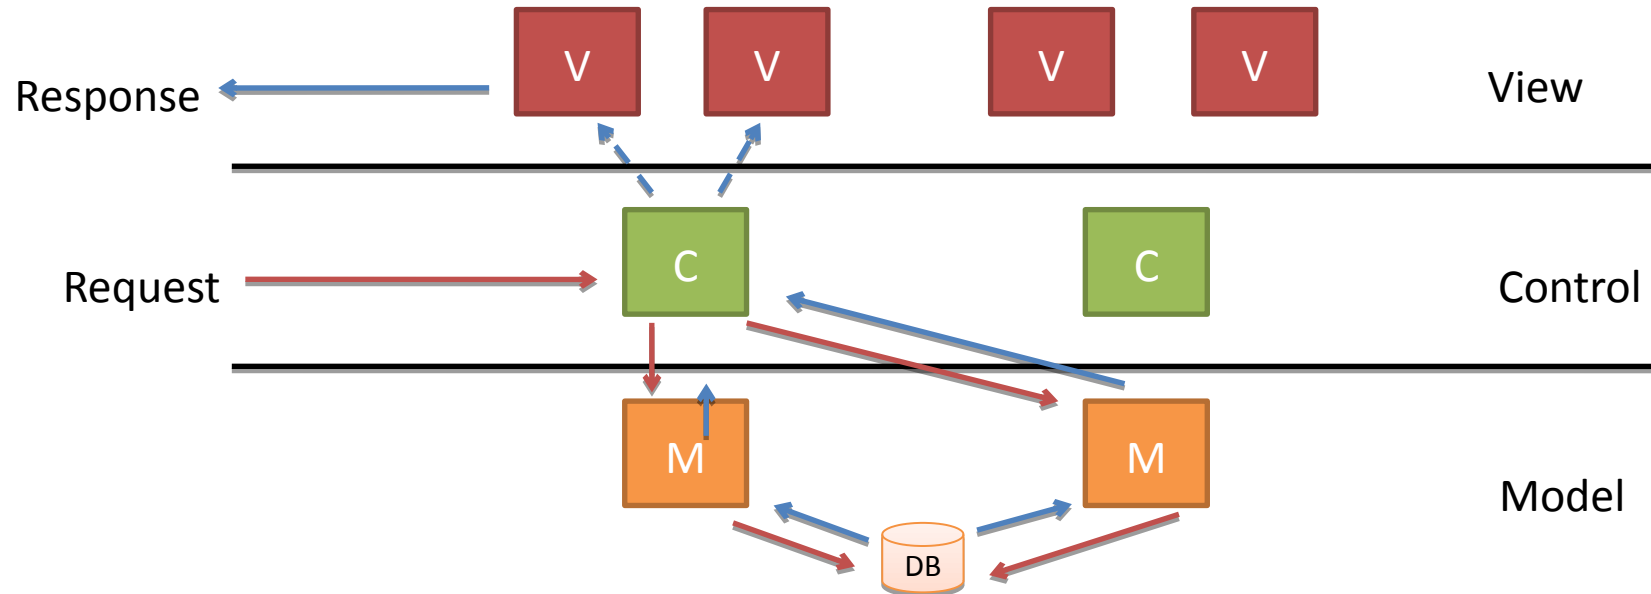 V
V
V
V
View
Response
C
C
Request
Control
M
M
Model
DB